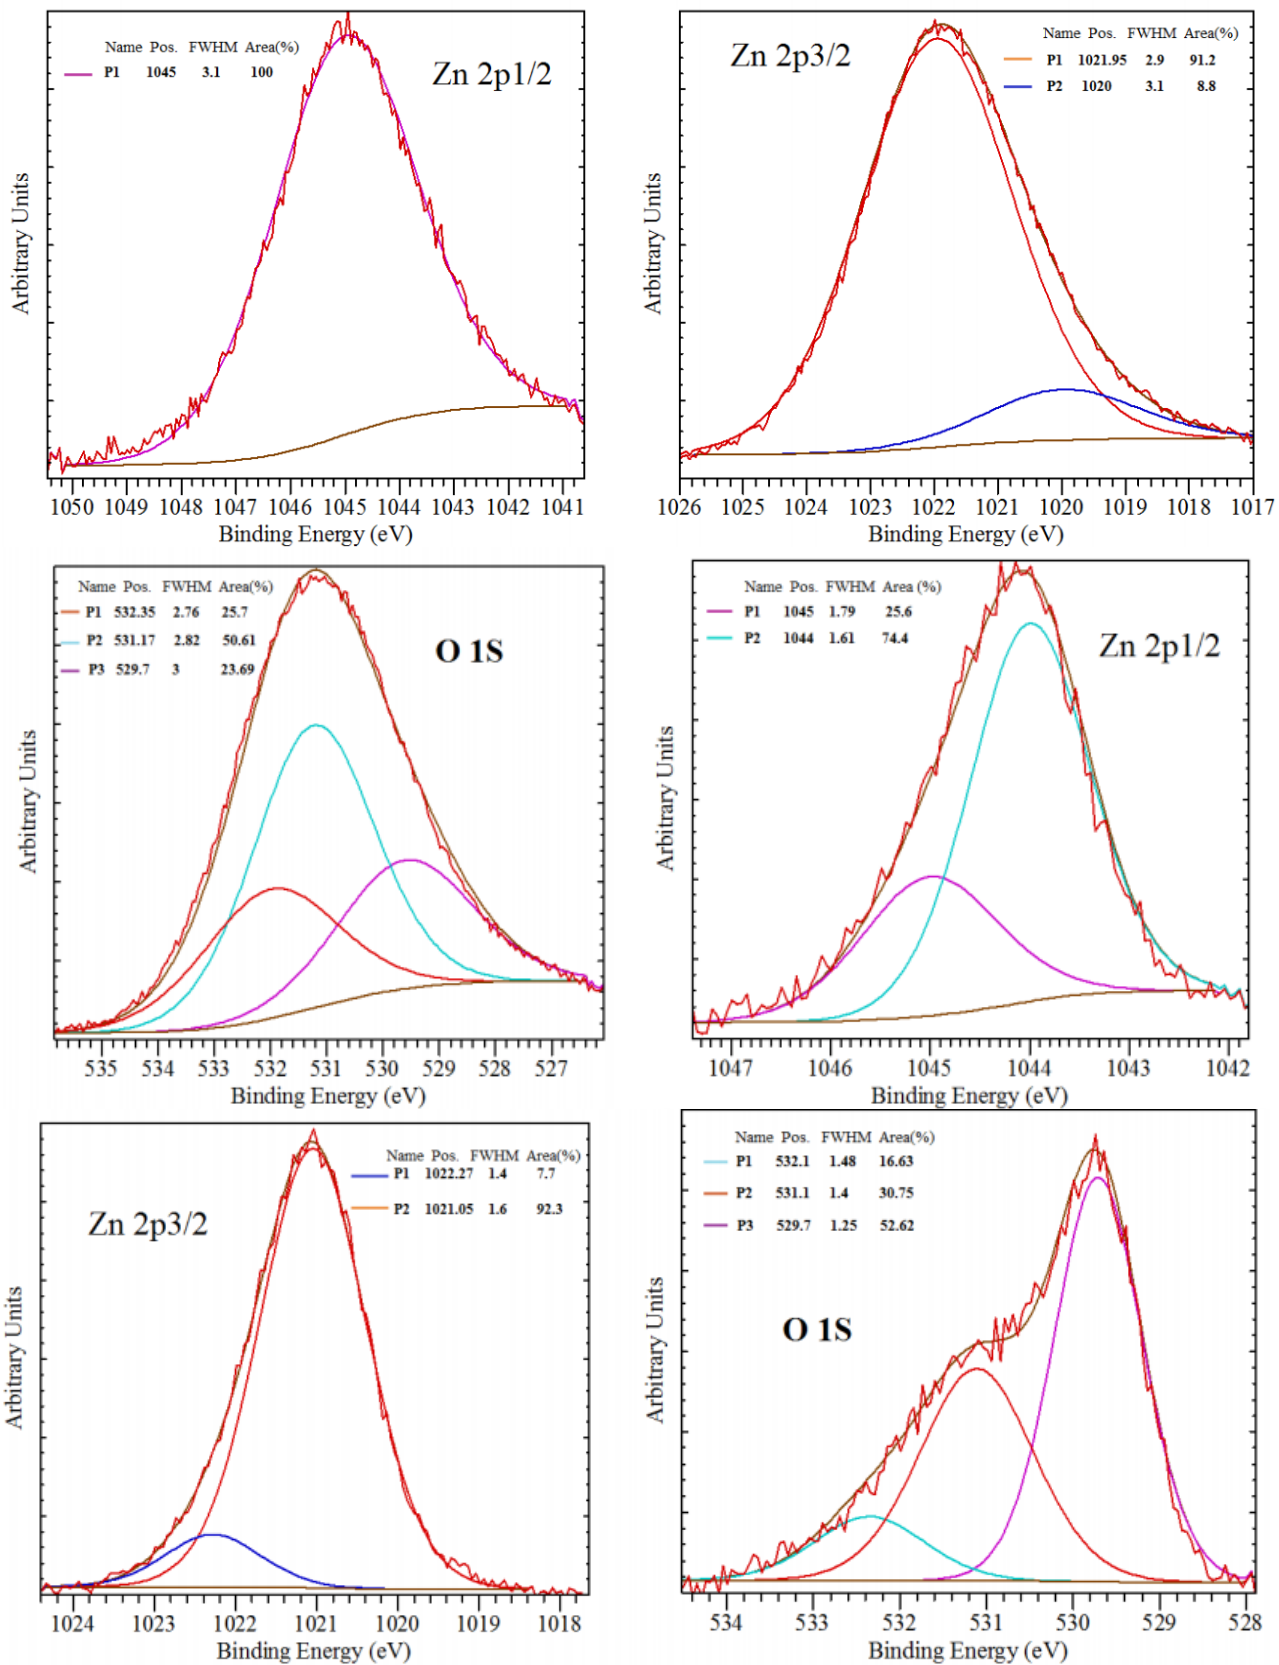 Name Pos. FWHM Area(%)
P1 1045 3.1 100
Zn 2p1/2
Arbitrary Units
1050 1049 1048 1047 1046 1045 1044 1043 1042 1041
Binding Energy (eV)
Zn 2p3/2
Name Pos. FWHM Area(%)
P1 1021.95 2.9 91.2
P2 1020 3.1 8.8
Arbitrary Units
1026 1025 1024 1023 1022 1021 1020 1019 1018 1017
Binding Energy (eV)
Name Pos. FWHM Area(%)
P1 532.35 2.76 25.7
P2 531.17 2.82 50.61
P3 529.7 3 23.69
O 1S
Arbitrary Units
535 534 533 532 531 530 529 528 527
Binding Energy (eV)
Name Pos. FWHM Area (%)
P1 1045 1.79 25.6
P2 1044 1.61 74.4
Zn 2p1/2
Arbitrary Units
1047 1046 1045 1044 1043 1042
Binding Energy (eV)
Name Pos. FWHM Area(%)
P1 1022.27 1.4 7.7
P2 1021.05 1.6 92.3
Zn 2p3/2
Arbitrary Units
1024 1023 1022 1021 1020 1019 1018
Binding Energy (eV)
Name Pos. FWHM Area(%)
P1 532.1 1.48 16.63
P2 531.1 1.4 30.75
P3 529.7 1.25 52.62
O 1S
Arbitrary Units
534 533 532 531 530 529 528
Binding Energy (eV)